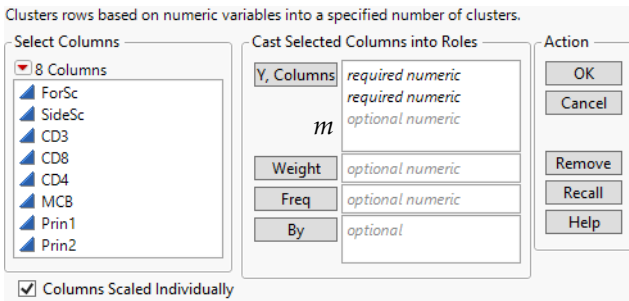 Clusters rows based on numeric variables into a specified number of clusters.
Select Columns
8 Columns
ForSc
SideSc
CD3
CD8
CD4
MCB
Prin1
Prin2
Cast Selected Columns into Roles
Y, Columns
required numeric
required numeric
optional numeric
m
Weight
optional numeric
Freq
optional numeric
By
optional
Action
OK
Cancel
Remove
Recall
Help
Columns Scaled Individually